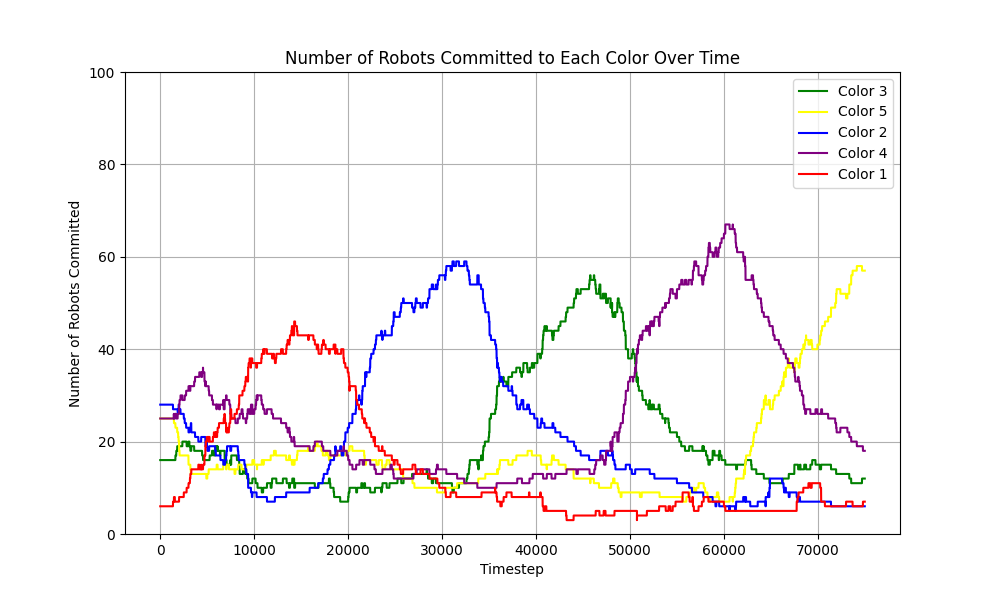 Number of Robots Committed to Each Color Over Time
Number of Robots Committed
100
80
60
40
20
0
Color 3
Color 5
Color 2
Color 4
Color 1
0 10000 20000 30000 40000 50000 60000 70000
Timestep